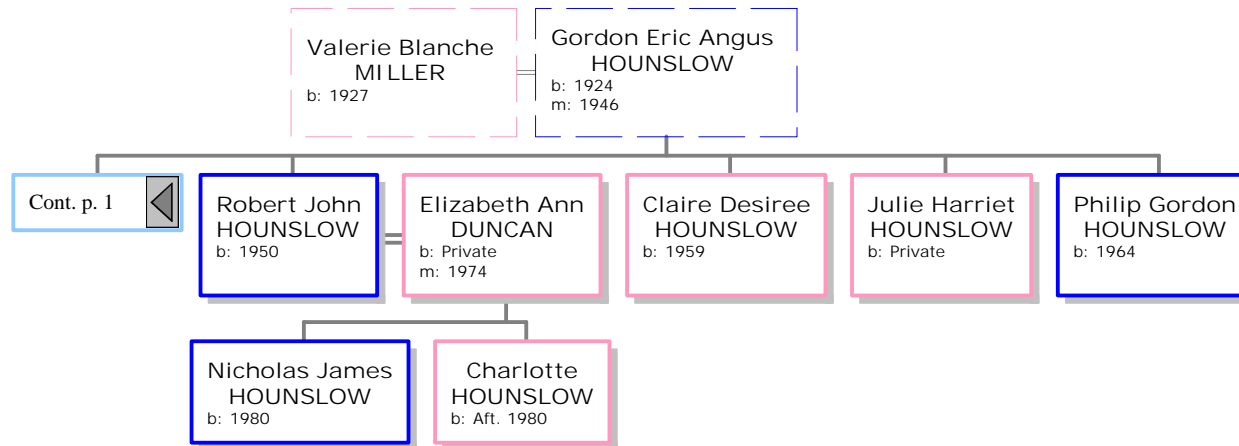 Valerie Blanche
MILLER
b: 1927
Gordon Eric Angus
HOUNSLOW
b: 1924
m: 1946
Cont. p. 1
Robert John
HOUNSLOW
b: 1950
Elizabeth Ann
DUNCAN
b: Private
m: 1974
Claire Desiree
HOUNSLOW
b: 1959
Julie Harriet
HOUNSLOW
b: Private
Philip Gordon
HOUNSLOW
b: 1964
Nicholas James
HOUNSLOW
b: 1980
Charlotte
HOUNSLOW
b: Aft. 1980